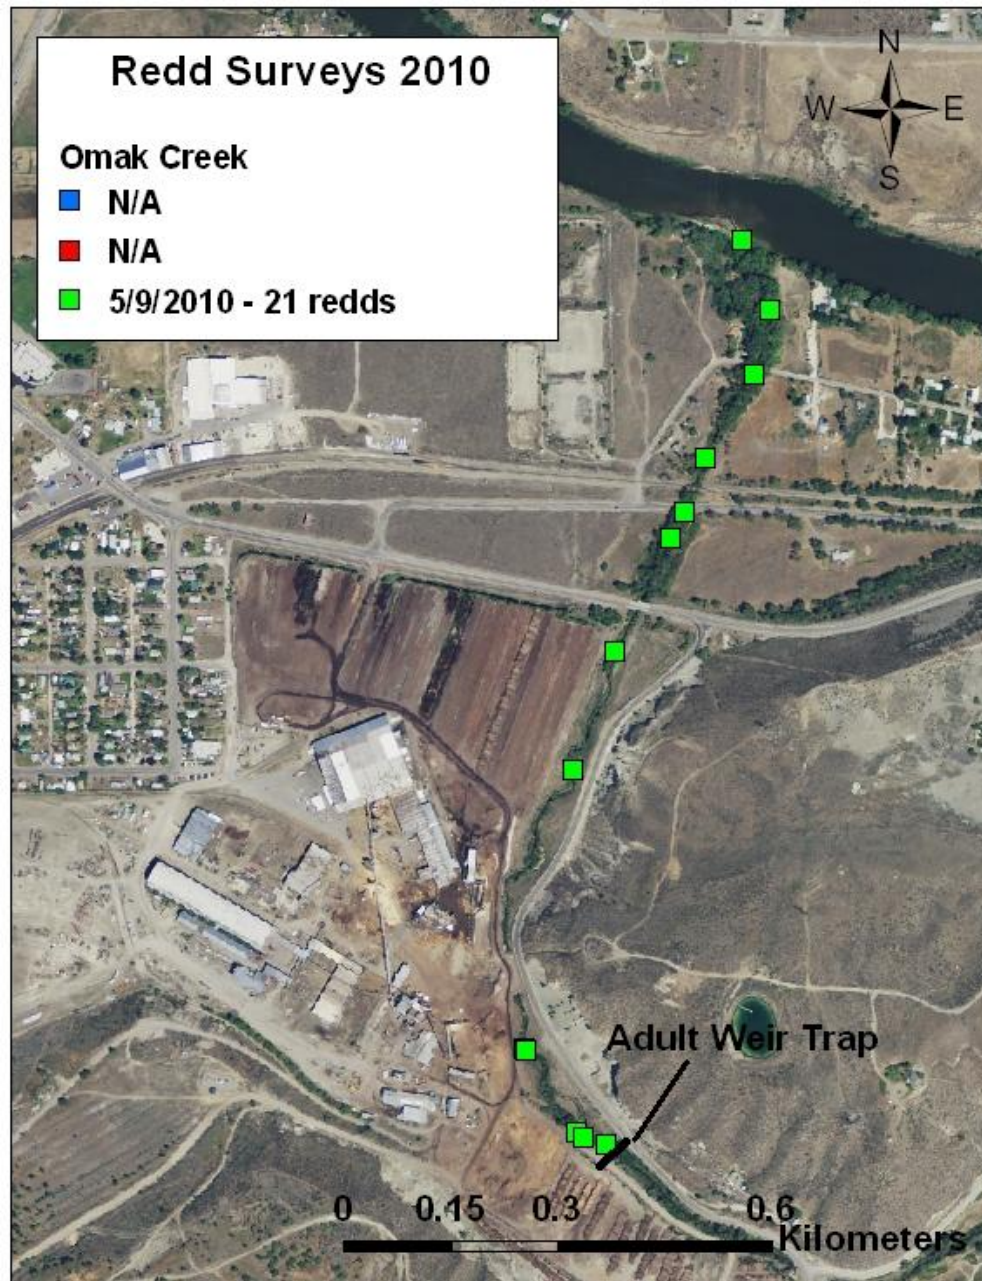 Redd Surveys 2010
N
W E
S
Omak Creek
N/A
N/A
5/9/2010 - 21 redds
Adult Weir Trap
0 0.15 0.3 0.6
Kilometers